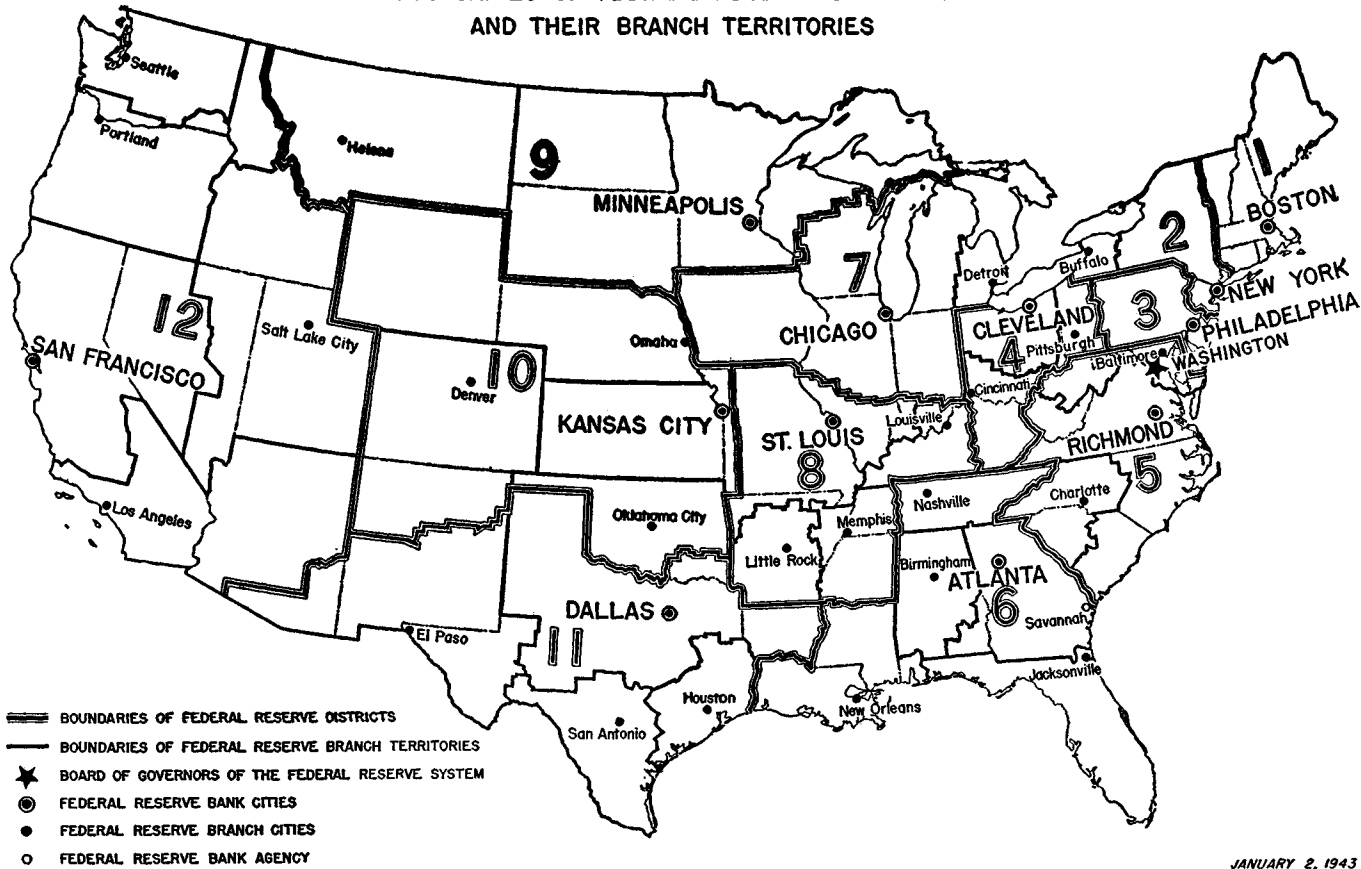 AND THEIR BRANCH TERRITORIES
Seattle
Portland
Helena
9
MINNEAPOLIS
1
BOSTON
2
7
Detroit
Buffalo
NEW YORK
12
Salt Lake City
SAN FRANCISCO
Omaha
CHICAGO
CLEVELAND
3
PHILADELPHIA
4
Pittsburgh
Baltimore
WASHINGTON
10
Denver
Cincinnati
KANSAS CITY
ST. LOUIS
8
Louisville
RICHMOND
5
Los Angeles
Oklahoma City
Nashville
Charlotte
Memphis
Little Rock
Birmingham
ATLANTA
6
Savannah
DALLAS
11
El Paso
Jacksonville
Houston
New Orleans
San Antonio
BOUNDARIES OF FEDERAL RESERVE DISTRICTS
BOUNDARIES OF FEDERAL RESERVE BRANCH TERRITORIES
BOARD OF GOVERNORS OF THE FEDERAL RESERVE SYSTEM
FEDERAL RESERVE BANK CITIES
FEDERAL RESERVE BRANCH CITIES
FEDERAL RESERVE BANK AGENCY
JANUARY 2, 1943